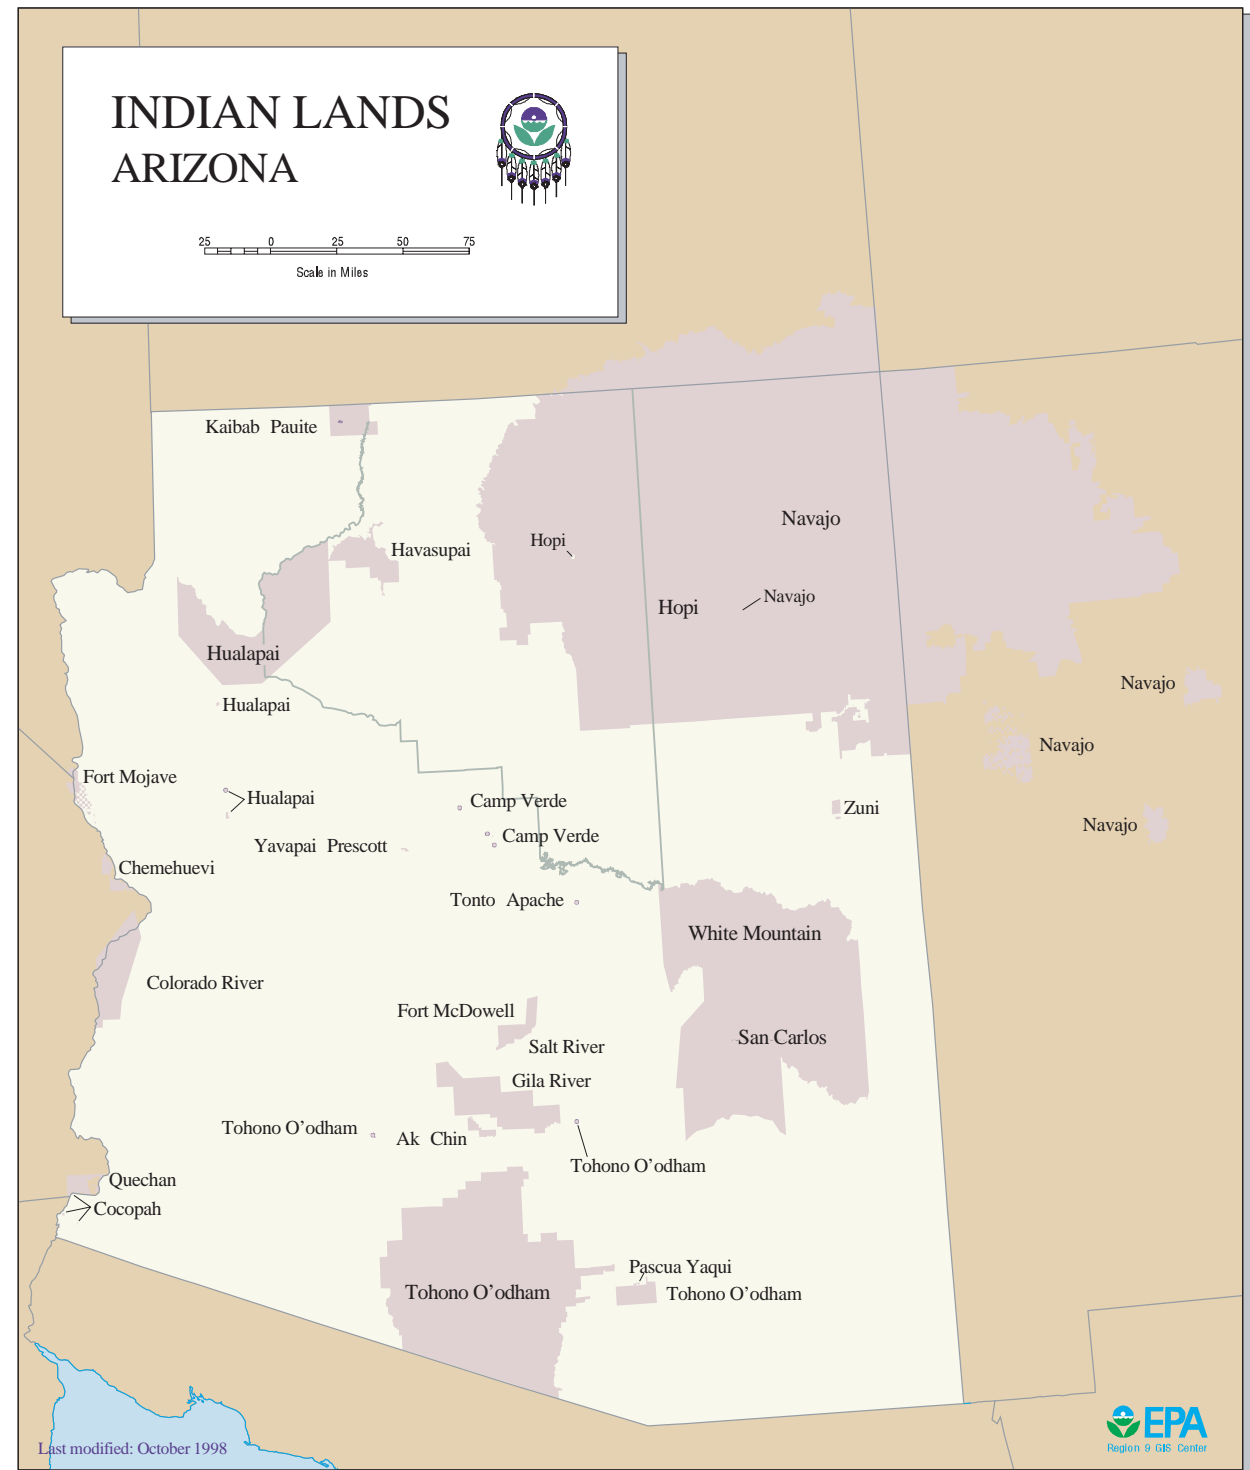 INDIAN LANDS
ARIZONA
25 0 25 50 75
Scale in Miles
Kaibab Pauite
Navajo
Hopi
Havasupai
Navajo
Hopi
Hualapai
Navajo
Hualapai
Navajo
Fort Mojave
Hualapai
Camp Verde
Zuni
Navajo
Camp Verde
Yavapai Prescott
Chemehuevi
Tonto Apache
White Mountain
Colorado River
Fort McDowell
San Carlos
Salt River
Gila River
Tohono O'odham
Ak Chin
Tohono O'odham
Quechan
Cocopah
Pascua Yaqui
Tohono O'odham
Tohono O'odham
EPA
Region 9 GIS Center
Last modified: October 1998